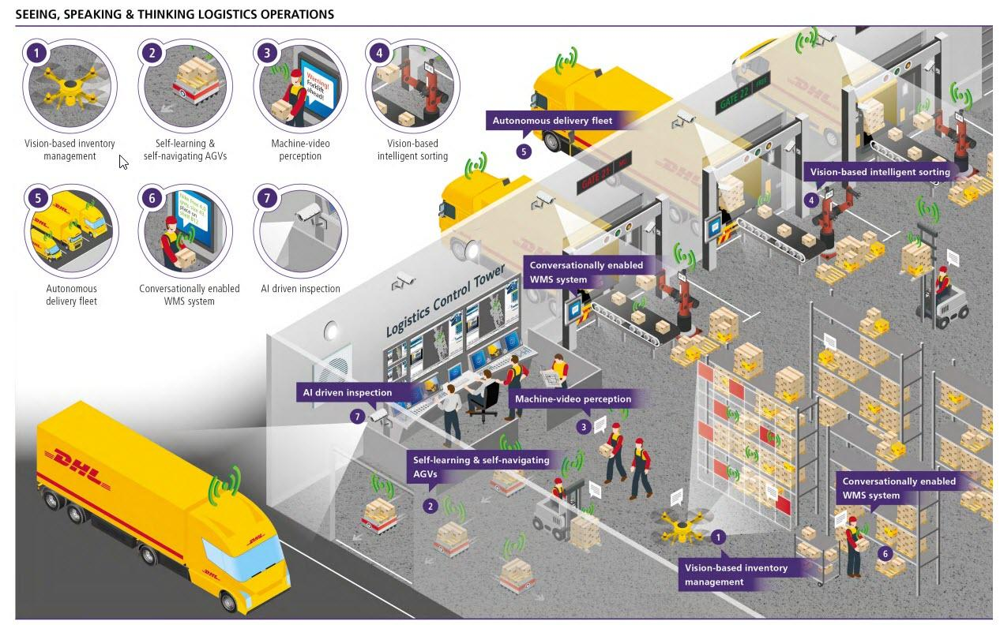 SEEING, SPEAKING & THINKING LOGISTICS OPERATIONS
1
2
3
4
Warning!
Forklift
ahead!
Vision-based inventory
management
Self-learning &
self-navigating AGVs
Machine-video
perception
Vision-based
intelligent sorting
5
6
7
DHL
place on
Autonomous
delivery fleet
Conversationally enabled
WMS system
AI driven inspection
DHL
GATE 22 FREE
Autonomous delivery fleet
5
GATE 21
Vision-based intelligent sorting
4
Conversationally enabled
WMS system
Logistics Control Tower
AI driven inspection
7
Machine-video perception
3
Self-learning & self-navigating
AGVs
2
DHL
DHL
DHL
Conversationally enabled
WMS system
6
1
Vision-based inventory
management